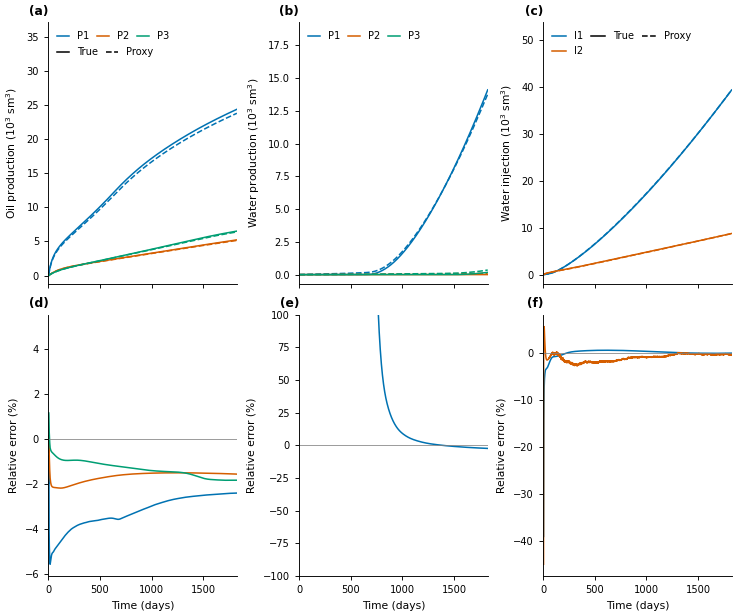 (a)
P1 P2 P3
True Proxy
Oil production (10³ sm³)
35
30
25
20
15
10
5
0
(b)
P1 P2 P3
Water production (10³ sm³)
17.5
15.0
12.5
10.0
7.5
5.0
2.5
0.0
(c)
I1 True Proxy
I2
Water injection (10³ sm³)
50
40
30
20
10
0
(d)
Relative error (%)
4
2
0
−2
−4
−6
0 500 1000 1500
Time (days)
(e)
Relative error (%)
100
75
50
25
0
−25
−50
−75
−100
0 500 1000 1500
Time (days)
(f)
Relative error (%)
0
−10
−20
−30
−40
0 500 1000 1500
Time (days)